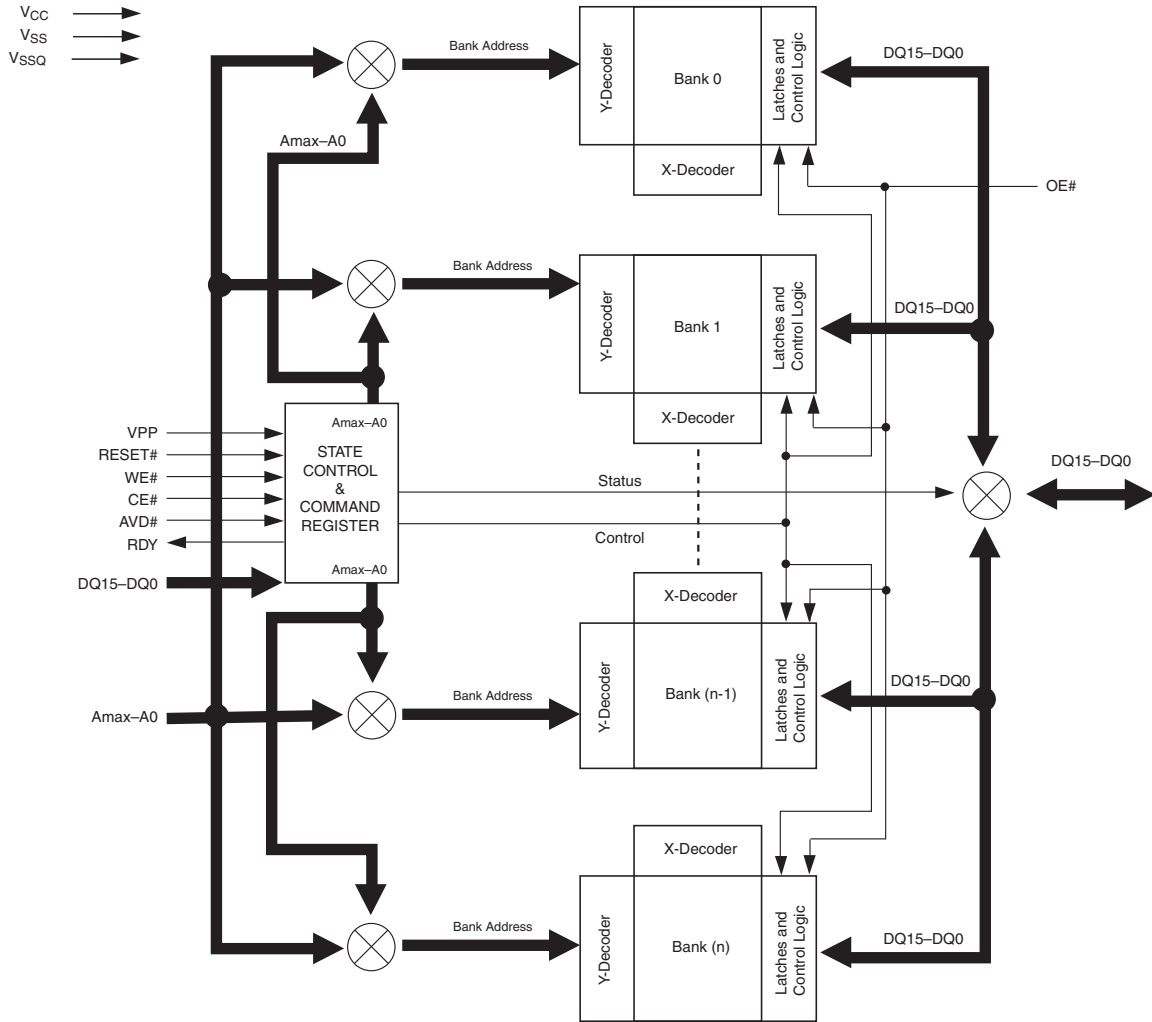 VCC
VSS
VSSQ
Bank Address
Y-Decoder
Bank 0
Latches and
Control Logic
DQ15–DQ0
X-Decoder
Amax–A0
OE#
Bank Address
Y-Decoder
Bank 1
Latches and
Control Logic
DQ15–DQ0
X-Decoder
Amax–A0
STATE
CONTROL
&
COMMAND
REGISTER
Amax–A0
VPP
RESET#
WE#
CE#
AVD#
RDY
DQ15–DQ0
Status
Control
DQ15–DQ0
X-Decoder
Amax–A0
Bank Address
Y-Decoder
Bank (n-1)
Latches and
Control Logic
DQ15–DQ0
X-Decoder
Bank Address
Y-Decoder
Bank (n)
Latches and
Control Logic
DQ15–DQ0